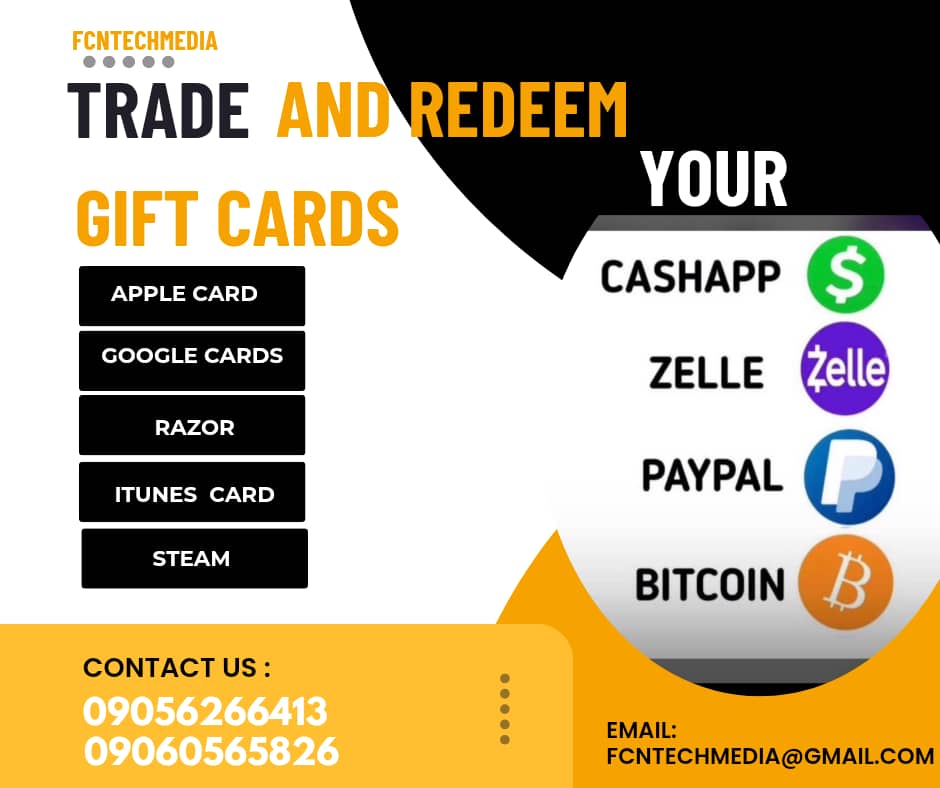 FCNTECHMEDIA
TRADE AND REDEEM
YOUR
GIFT CARDS
APPLE CARD
GOOGLE CARDS
RAZOR
ITUNES CARD
STEAM
CASHAPP $
ZELLE Zelle
PAYPAL P
BITCOIN B
CONTACT US :
09056266413
09060565826
EMAIL:
FCNTECHMEDIA@GMAIL.COM